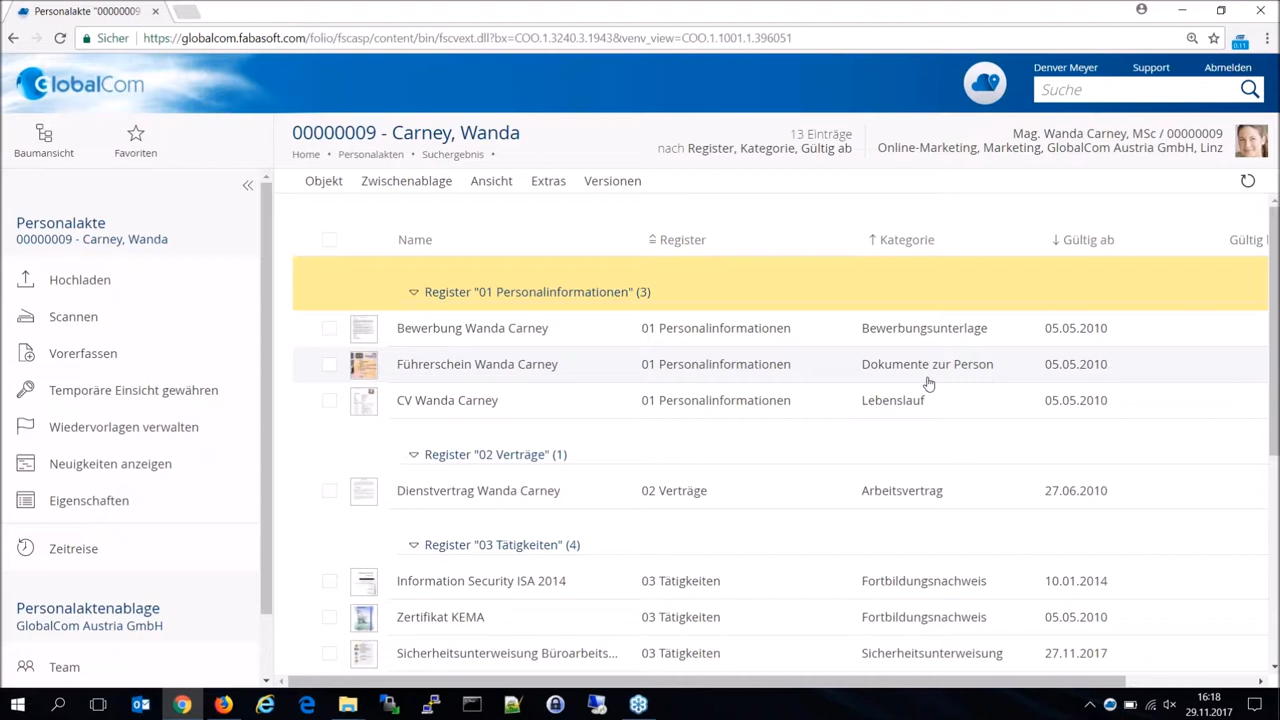 Personalakte "00000009
Sicher https://globalcom.fabasoft.com/folio/fscasp/content/bin/fscvext.dll?bx=COO.1.3240.3.1943&venv_view=COO.1.1001.1.396051
0.11
GlobalCom
Denver Meyer Support Abmelden
Suche
Baumansicht Favoriten
00000009 - Carney, Wanda
Home Personalakten Suchergebnis
13 Einträge
nach Register, Kategorie, Gültig ab
Mag. Wanda Carney, MSc / 00000009
Online-Marketing, Marketing, GlobalCom Austria GmbH, Linz
Objekt Zwischenablage Ansicht Extras Versionen
Personalakte
00000009 - Carney, Wanda
Hochladen
Scannen
Vorerfassen
Temporäre Einsicht gewähren
Wiedervorlagen verwalten
Neuigkeiten anzeigen
Eigenschaften
Zeitreise
Personalaktenablage
GlobalCom Austria GmbH
Team
Name Register Kategorie Gültig ab Gültig
Register "01 Personalinformationen" (3)
Bewerbung Wanda Carney 01 Personalinformationen Bewerbungsunterlage 05.05.2010
Führerschein Wanda Carney 01 Personalinformationen Dokumente zur Person 05.05.2010
CV Wanda Carney 01 Personalinformationen Lebenslauf 05.05.2010
Register "02 Verträge" (1)
Dienstvertrag Wanda Carney 02 Verträge Arbeitsvertrag 27.06.2010
Register "03 Tätigkeiten" (4)
Information Security ISA 2014 03 Tätigkeiten Fortbildungsnachweis 10.01.2014
Zertifikat KEMA 03 Tätigkeiten Fortbildungsnachweis 05.05.2010
Sicherheitsunterweisung Büroarbeits... 03 Tätigkeiten Sicherheitsunterweisung 27.11.2017
16:18
29.11.2017